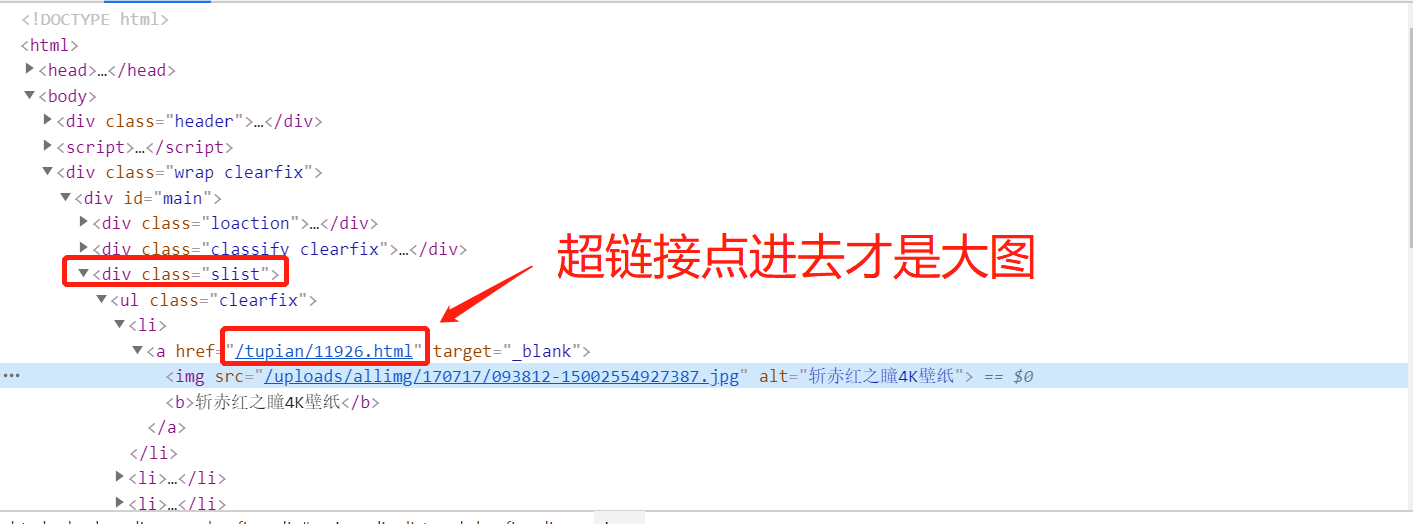 <!DOCTYPE html>
<html>
<head>…</head>
<body>
<div class="header">…</div>
<script>…</script>
<div class="wrap clearfix">
<div id="main">
<div class="loaction">…</div>
<div class="classify clearfix">…</div>
超链接点进去才是大图
<div class="slist">
<ul class="clearfix">
<li>
<a href="/tupian/11926.html" target="_blank">
<img src="/uploads/allimg/170717/093812-15002554927387.jpg" alt="斩赤红之瞳4K壁纸"> == $0
<b>斩赤红之瞳4K壁纸</b>
</a>
</li>
<li>…</li>
<li>…</li>